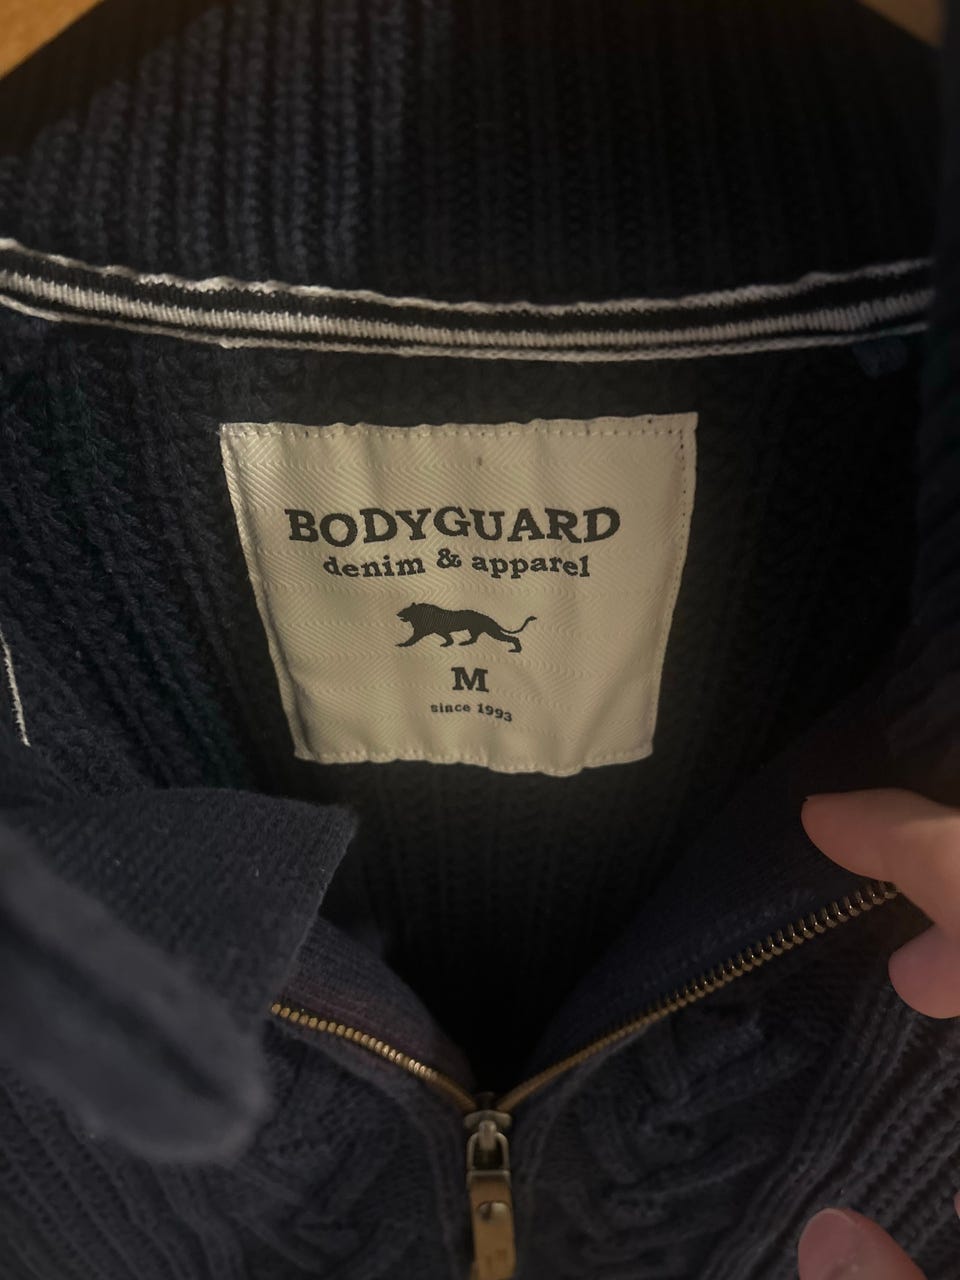 BODYGUARD
denim & apparel
M
since 1993